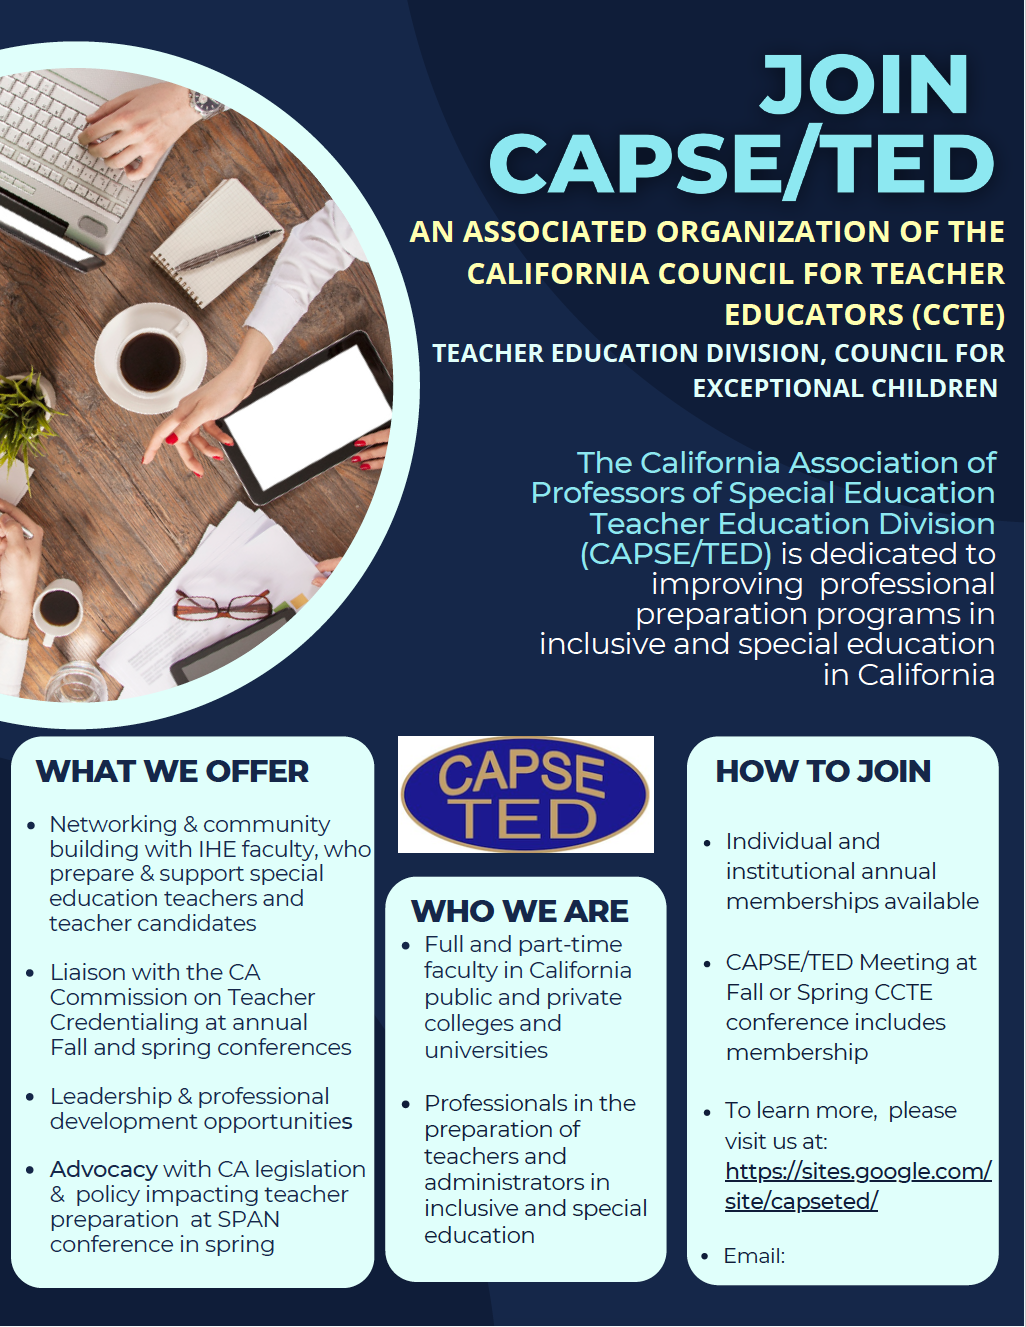 JOIN
CAPSE/TED
AN ASSOCIATED ORGANIZATION OF THE
CALIFORNIA COUNCIL FOR TEACHER
EDUCATORS (CCTE)
TEACHER EDUCATION DIVISION, COUNCIL FOR
EXCEPTIONAL CHILDREN
The California Association of
Professors of Special Education
Teacher Education Division
(CAPSE/TED) is dedicated to
improving professional
preparation programs in
inclusive and special education
in California
WHAT WE OFFER
• Networking & community
building with IHE faculty, who
prepare & support special
education teachers and
teacher candidates
• Liaison with the CA
Commission on Teacher
Credentialing at annual
Fall and spring conferences
• Leadership & professional
development opportunities
• Advocacy with CA legislation
& policy impacting teacher
preparation at SPAN
conference in spring
CAPSE
TED
WHO WE ARE
• Full and part-time
faculty in California
public and private
colleges and
universities
• Professionals in the
preparation of
teachers and
administrators in
inclusive and special
education
HOW TO JOIN
• Individual and
institutional annual
memberships available
• CAPSE/TED Meeting at
Fall or Spring CCTE
conference includes
membership
• To learn more, please
visit us at:
https://sites.google.com/
site/capseted/
• Email: